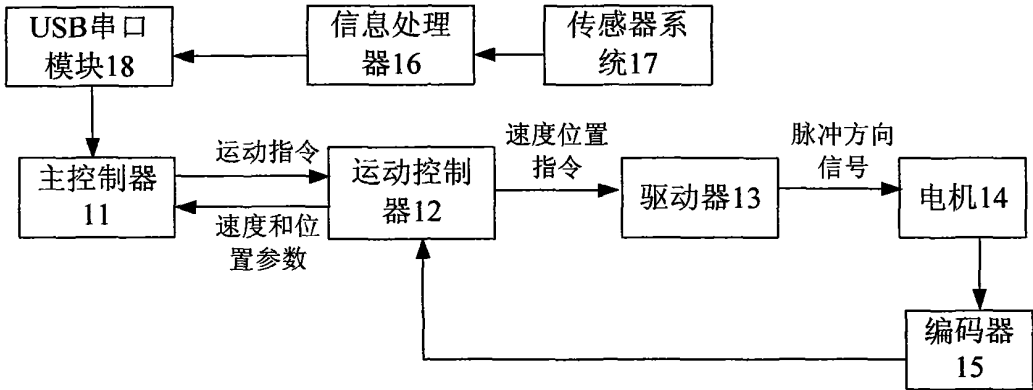 USB串口
模块18
信息处理
器16
传感器系
统17
主控制器
11
运动指令
速度和位
置参数
运动控制
器12
速度位置
指令
驱动器13
脉冲方向
信号
电机14
编码器
15